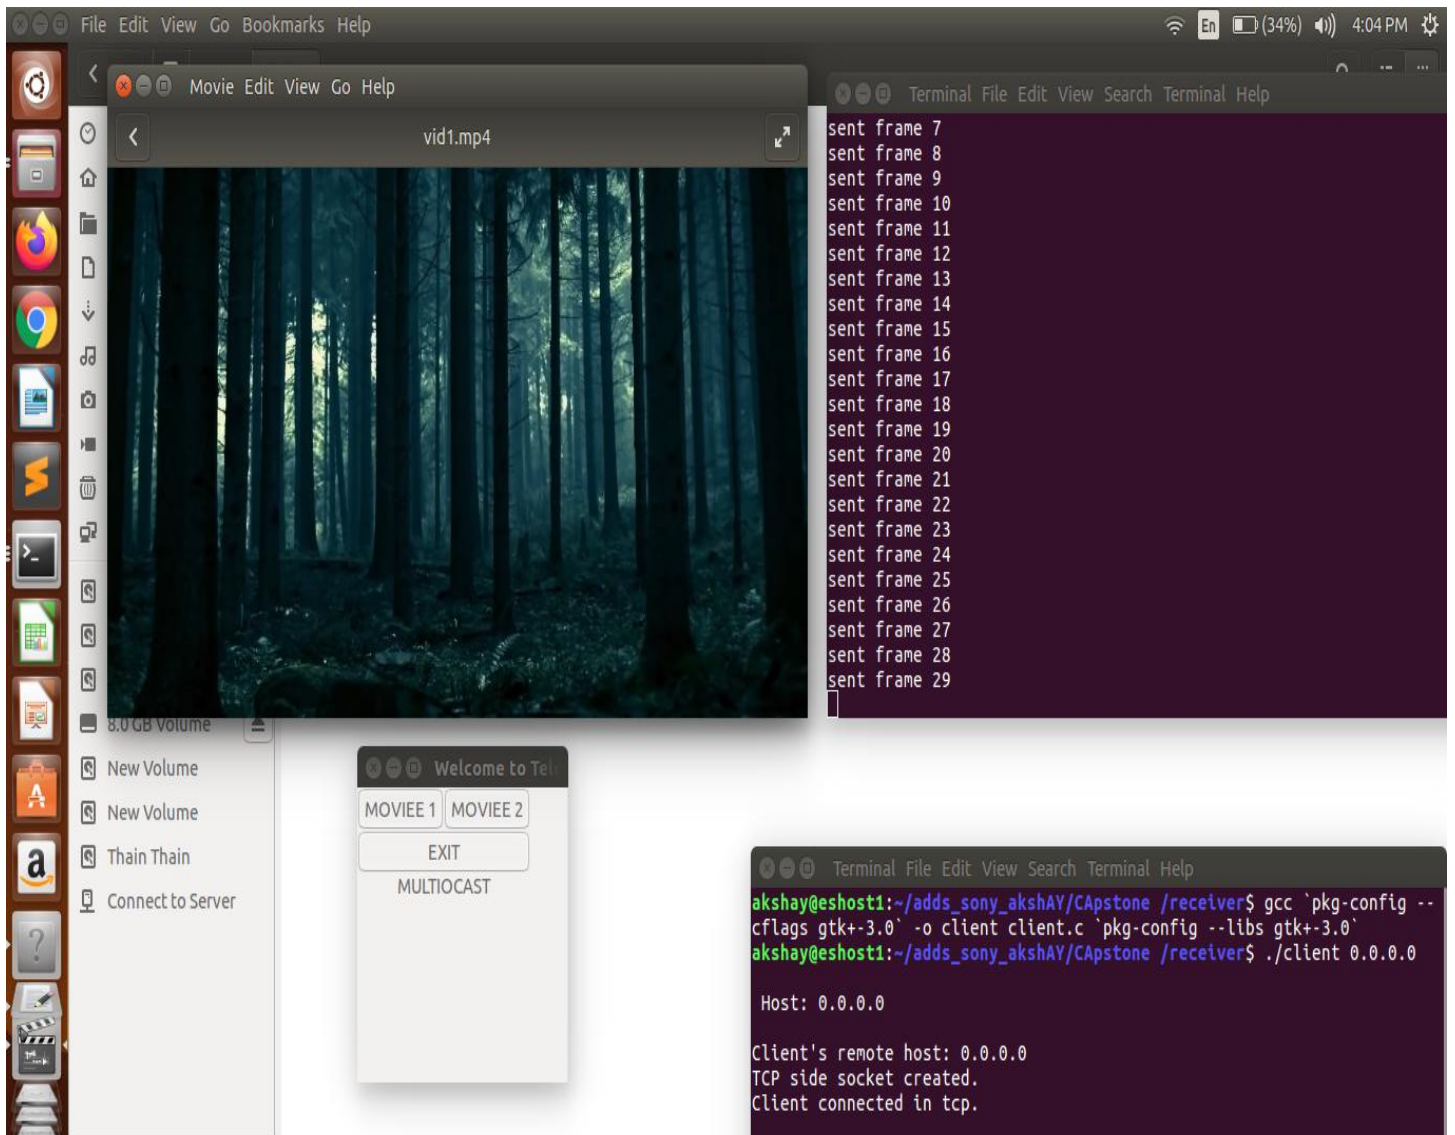 File Edit View Go Bookmarks Help
En (34%) 4:04 PM
Movie Edit View Go Help
vid1.mp4
Terminal File Edit View Search Terminal Help
sent frame 7
sent frame 8
sent frame 9
sent frame 10
sent frame 11
sent frame 12
sent frame 13
sent frame 14
sent frame 15
sent frame 16
sent frame 17
sent frame 18
sent frame 19
sent frame 20
sent frame 21
sent frame 22
sent frame 23
sent frame 24
sent frame 25
sent frame 26
sent frame 27
sent frame 28
sent frame 29
8.0 GB Volume
New Volume
New Volume
Thain Thain
Connect to Server
Welcome to Tel
MOVIEE 1 MOVIEE 2
EXIT
MULTIOCAST
Terminal File Edit View Search Terminal Help
akshay@eshost1:~/adds_sony_akshAY/CApstone /receiver$ gcc `pkg-config --
cflags gtk+-3.0` -o client client.c `pkg-config --libs gtk+-3.0`
akshay@eshost1:~/adds_sony_akshAY/CApstone /receiver$ ./client 0.0.0.0
Host: 0.0.0.0
Client's remote host: 0.0.0.0
TCP side socket created.
Client connected in tcp.